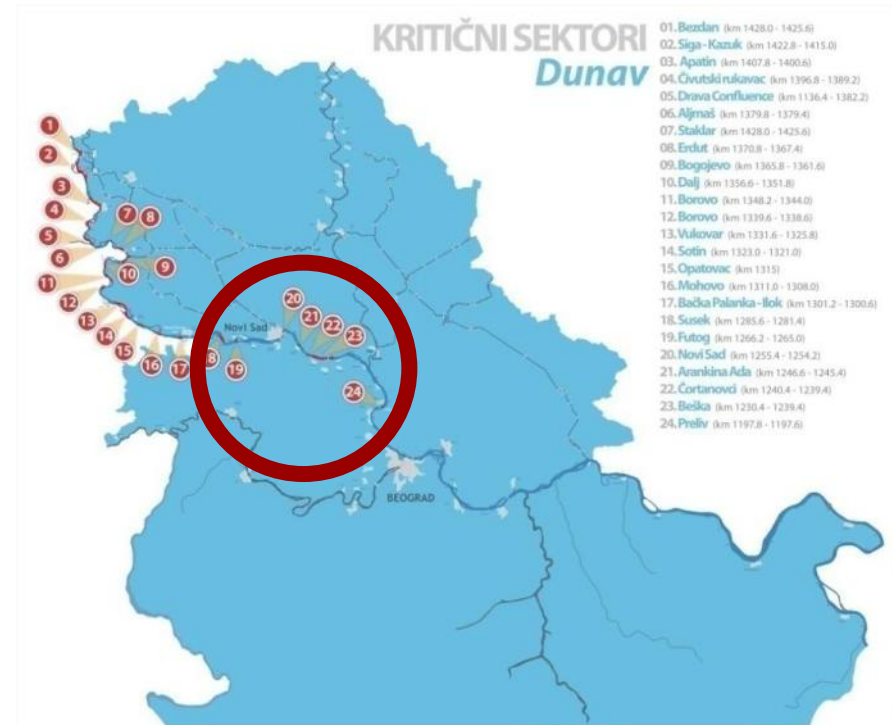 KRITIČNI SEKTORI
Dunav
01. Bezdan (km 1428.0 - 1425.6)
02. Siga - Kazuk (km 1422.8 - 1415.0)
03. Apatin (km 1407.8 - 1400.6)
04. Čivutski rukavac (km 1396.8 - 1389.2)
05. Drava Confluence (km 1136.4 - 1382.2)
06. Aljmaš (km 1379.8 - 1379.4)
07. Staklar (km 1428.0 - 1425.6)
08. Erdut (km 1370.8 - 1367.4)
09. Bogojevo (km 1365.8 - 1361.6)
10. Dalj (km 1356.6 - 1351.8)
11. Borovo (km 1348.2 - 1344.0)
12. Borovo (km 1339.6 - 1338.6)
13. Vukovar (km 1331.6 - 1325.8)
14. Sotin (km 1323.0 - 1321.0)
15. Opatovac (km 1315)
16. Mohovo (km 1311.0 - 1308.0)
17. Bačka Palanka - Ilok (km 1301.2 - 1300.6)
18. Susek (km 1285.6 - 1281.4)
19. Futog (km 1266.2 - 1265.0)
20. Novi Sad (km 1255.4 - 1254.2)
21. Arankina Ada (km 1246.6 - 1245.4)
22. Čortanovci (km 1240.4 - 1239.4)
23. Beška (km 1230.4 - 1239.4)
24. Preliv (km 1197.8 - 1197.6)
1
2
3
4
5
6
7
8
9
10
11
12
13
14
15
16
17
8
19
20
21
22
23
24
Novi Sad
BEOGRAD